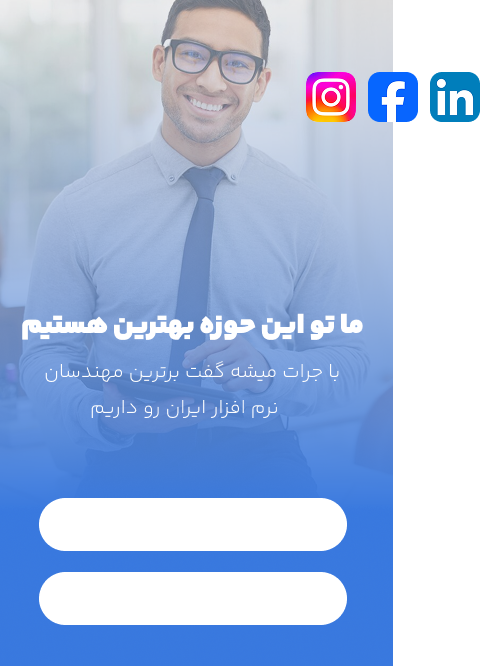 ما تو این حوزه بهترین هستیم
با جرات میشه گفت برترین مهندسان
نرم افزار ایران رو داریم